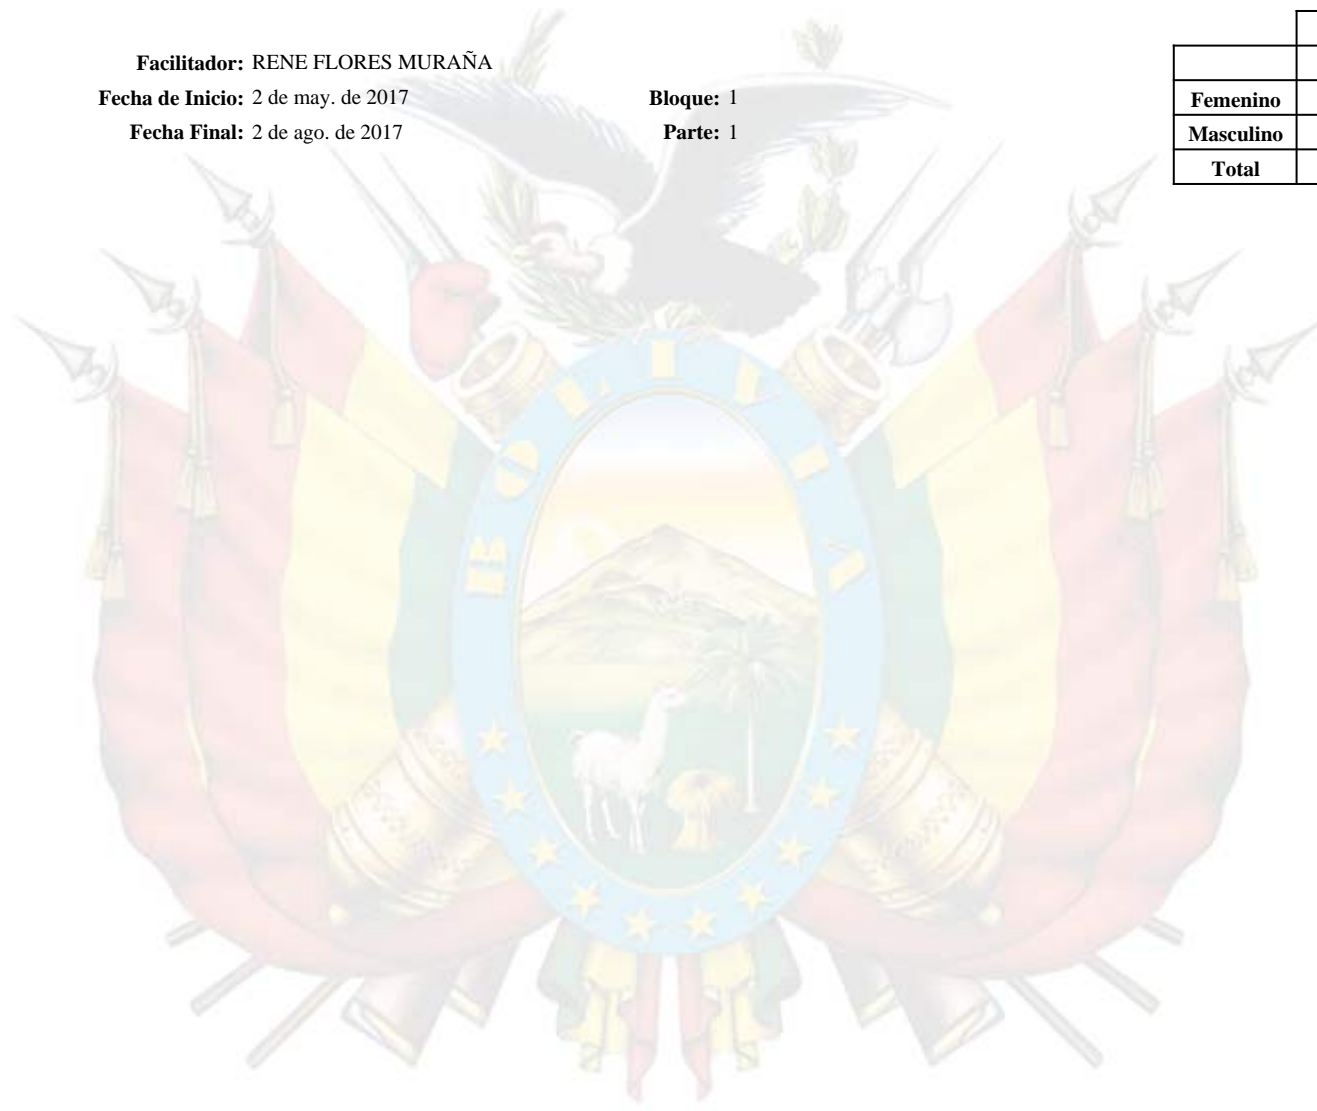 Facilitador: RENE FLORES MURAÑA
Fecha de Inicio: 2 de may. de 2017
Bloque: 1
Fecha Final: 2 de ago. de 2017
Parte: 1
Femenino
Masculino
Total
BOLIVIA